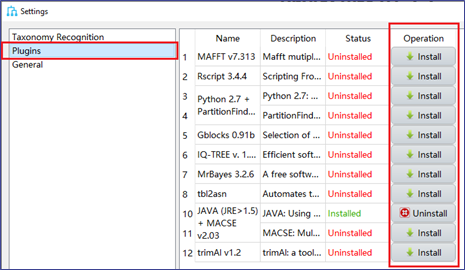 Settings
Taxonomy Recognition
Plugins
General
Name Description Status Operation
1 MAFFT v7.313 Mafft mutipl... Uninstalled Install
2 Rscript 3.4.4 Scripting Fro... Uninstalled Install
3 Python 2.7 + Python 2.7: ... Uninstalled Install
4 PartitionFind... PartitionFind... Uninstalled Install
5 Gblocks 0.91b Selection of ... Uninstalled Install
6 IQ-TREE v. 1.... Efficient soft... Uninstalled Install
7 MrBayes 3.2.6 A free softw... Uninstalled Install
8 tbl2asn Automates t... Uninstalled Install
10 JAVA (JRE>1.5) JAVA: Using ... Installed Uninstall
+ MACSE
11 v2.03 MACSE: Mul... Uninstalled Install
12 trimAl v1.2 trimAl: a tool... Uninstalled Install